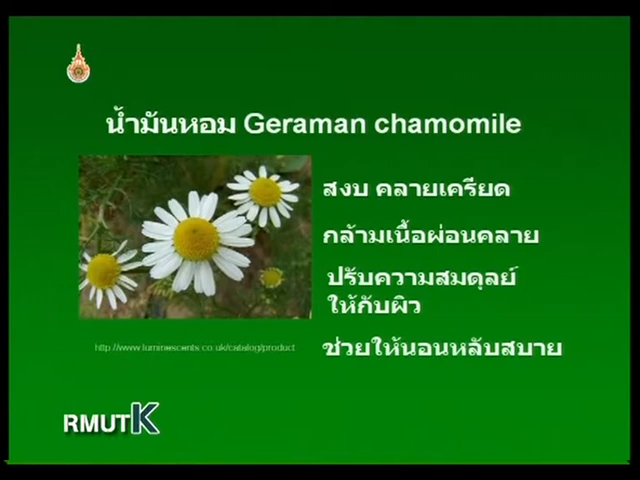 น้ำมันหอม Geraman chamomile
สงบ คลายเครียด
กล้ามเนื้อผ่อนคลาย
ปรับความสมดุลย์
ให้กับผิว
http://www.luminescents.co.uk/catalog/product
ช่วยให้นอนหลับสบาย
RMUTK